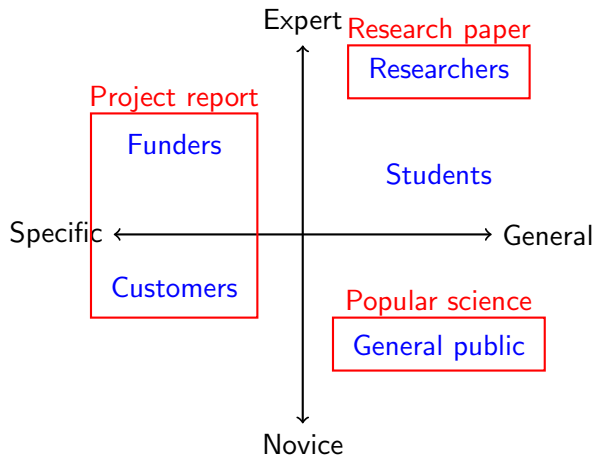 Expert
Research paper
Researchers
Project report
Funders
Students
Specific
General
Customers
Popular science
General public
Novice